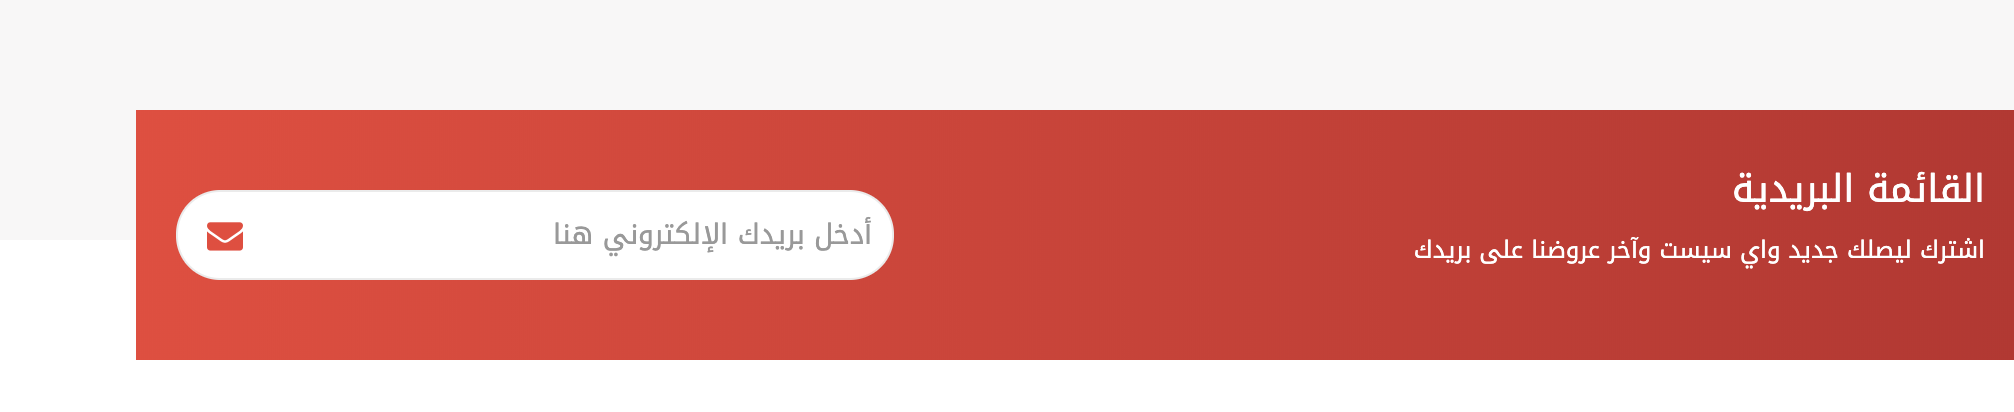 القائمة البريدية
اشترك ليصلك جديد واي سيست وآخر عروضنا على بريدك
أدخل بريدك الإلكتروني هنا